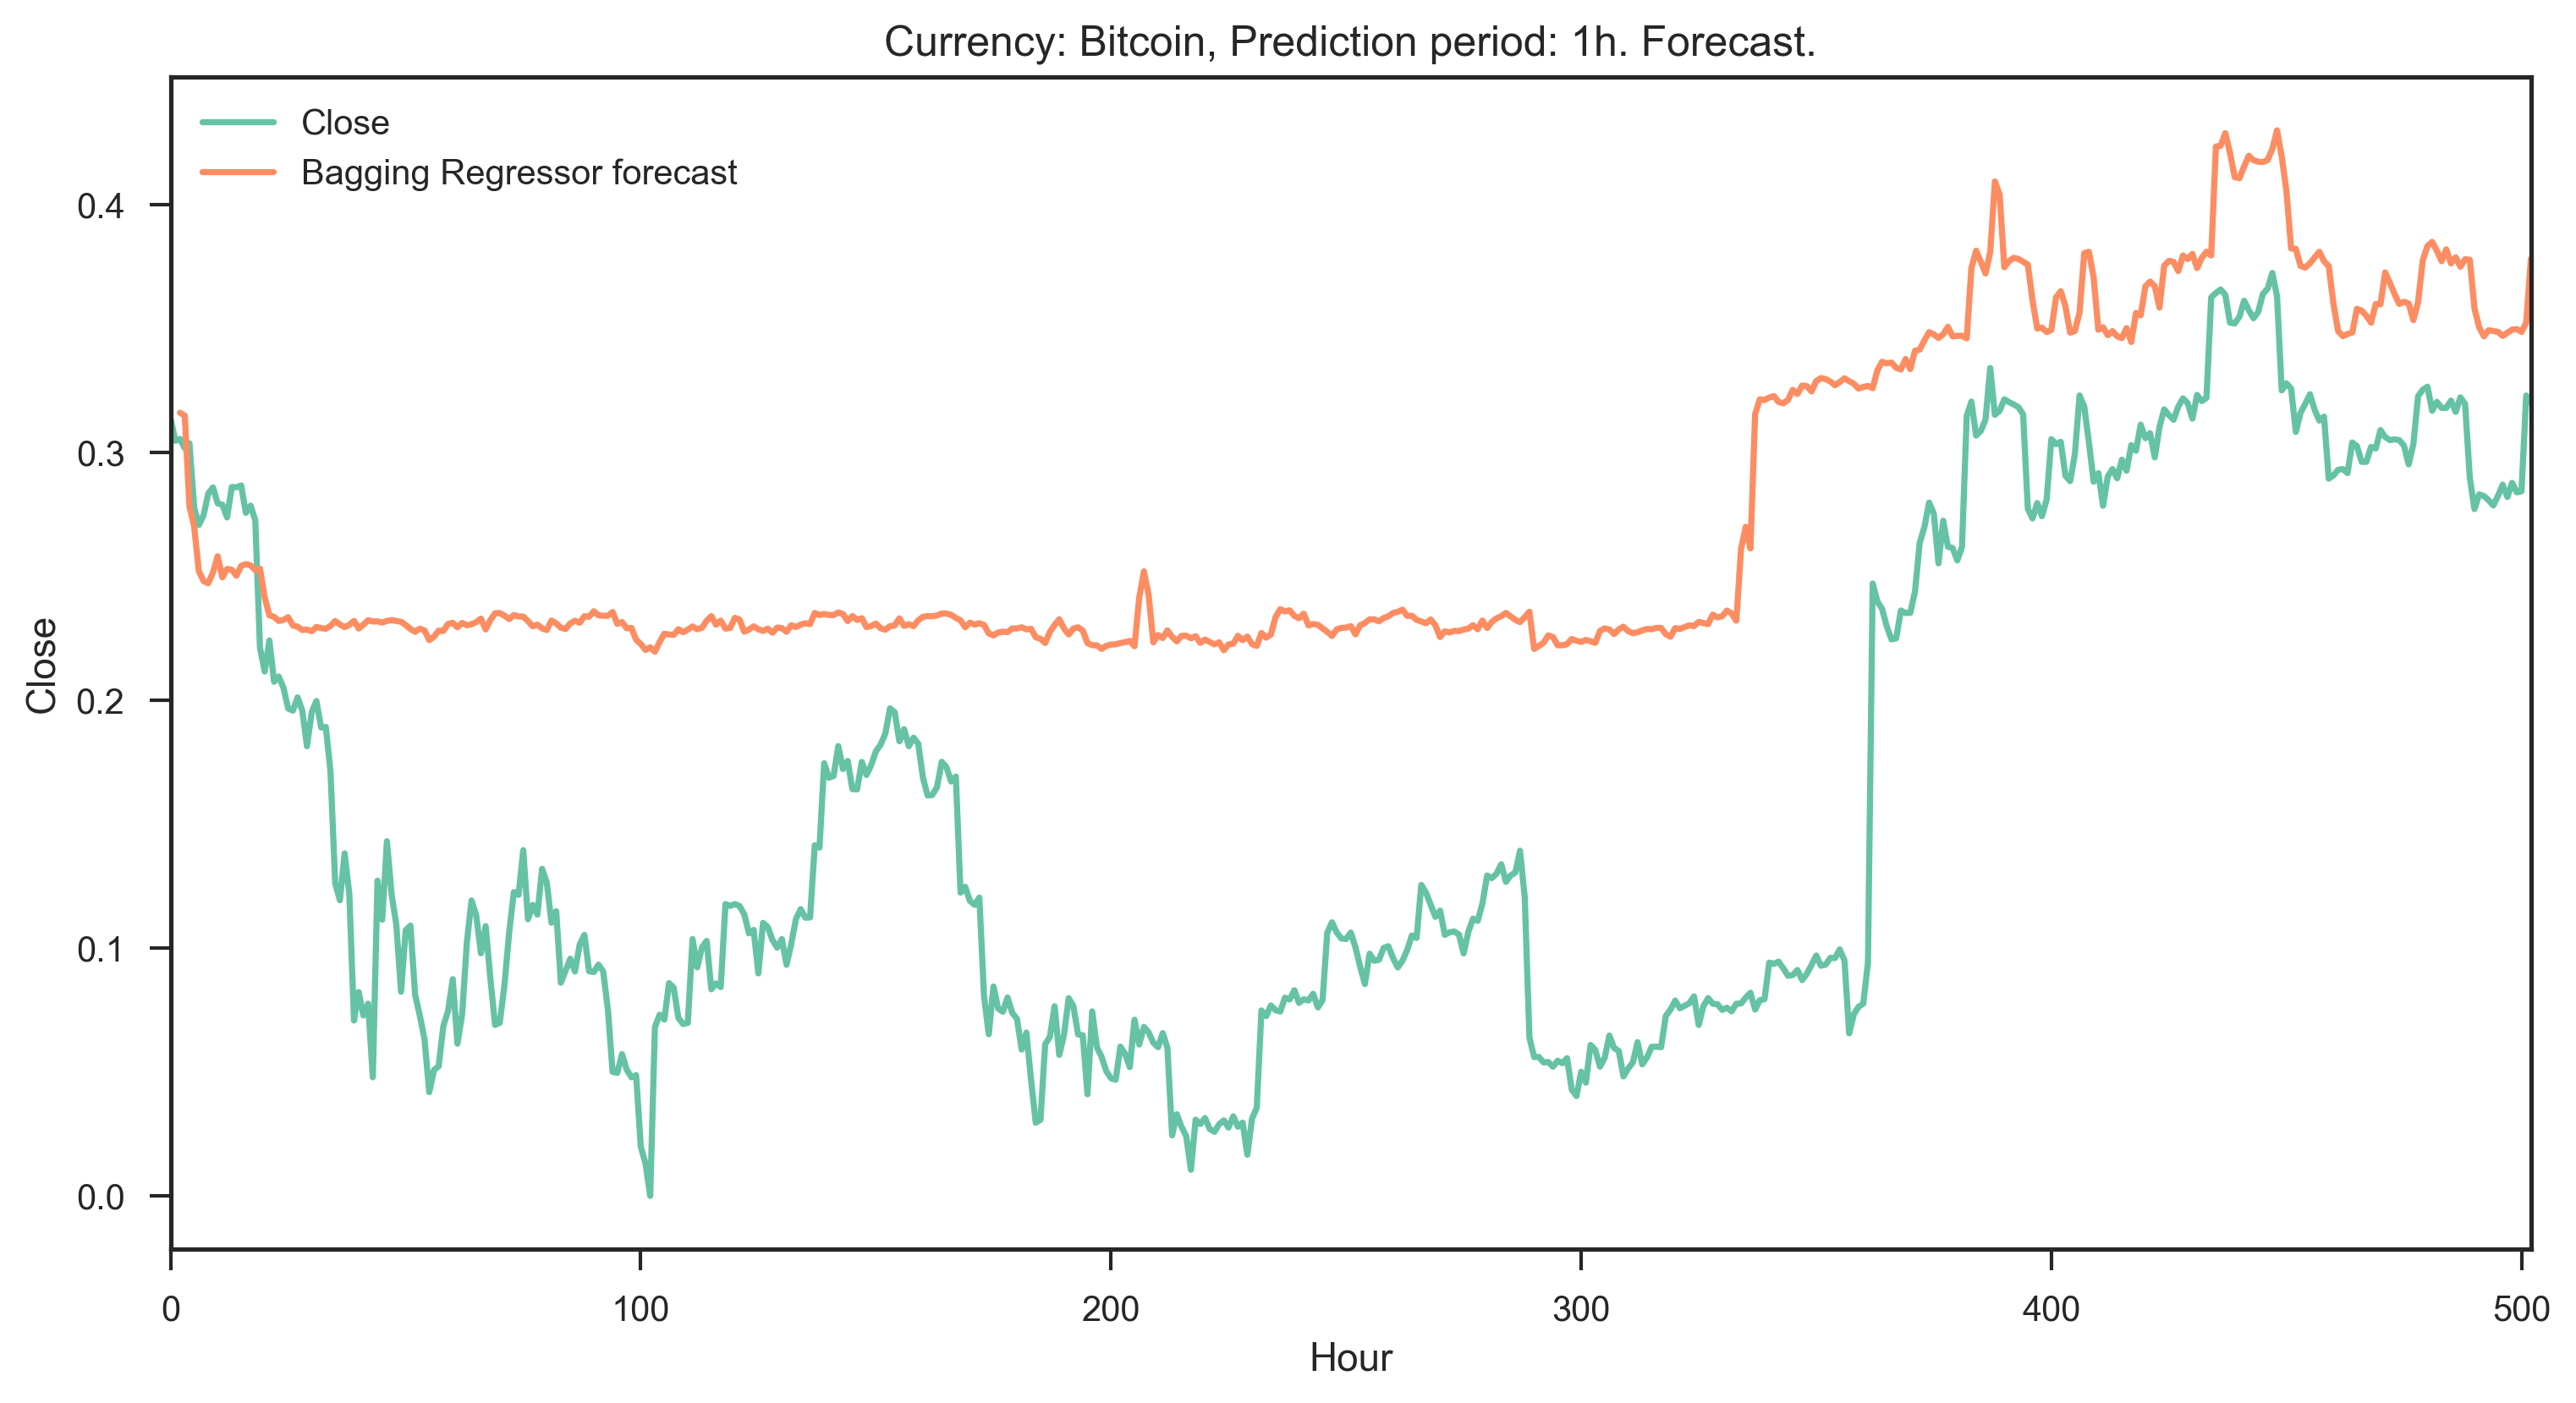 Currency: Bitcoin, Prediction period: 1h. Forecast.
Close
Bagging Regressor forecast
0.4
0.3
0.2
0.1
0.0
Close
0 100 200 300 400 500
Hour